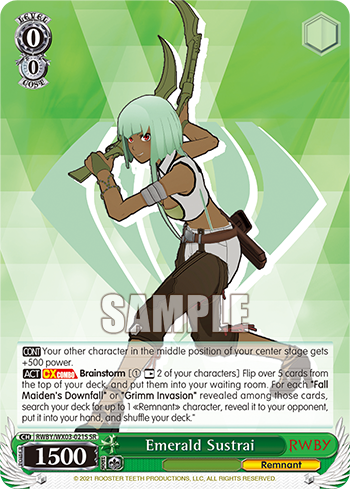 LEVEL
0
0
COST
SAMPLE
CONT Your other character in the middle position of your center stage gets
+500 power.
ACT CX COMBO Brainstorm [① 2 of your characters] Flip over 5 cards
from the top of your deck, and put them into your waiting room. For each "Fall
Maiden's Downfall" or "Grimm Invasion" revealed among those cards,
search your deck for up to 1 «Remnant» character, reveal it to your opponent,
put it into your hand, and shuffle your deck."
CH RWBY/WX03-021S SR
POWER 1500
Emerald Sustrai
RWBY
Remnant
© 2021 ROOSTER TEETH PRODUCTIONS, LLC, ALL RIGHTS RESERVED.